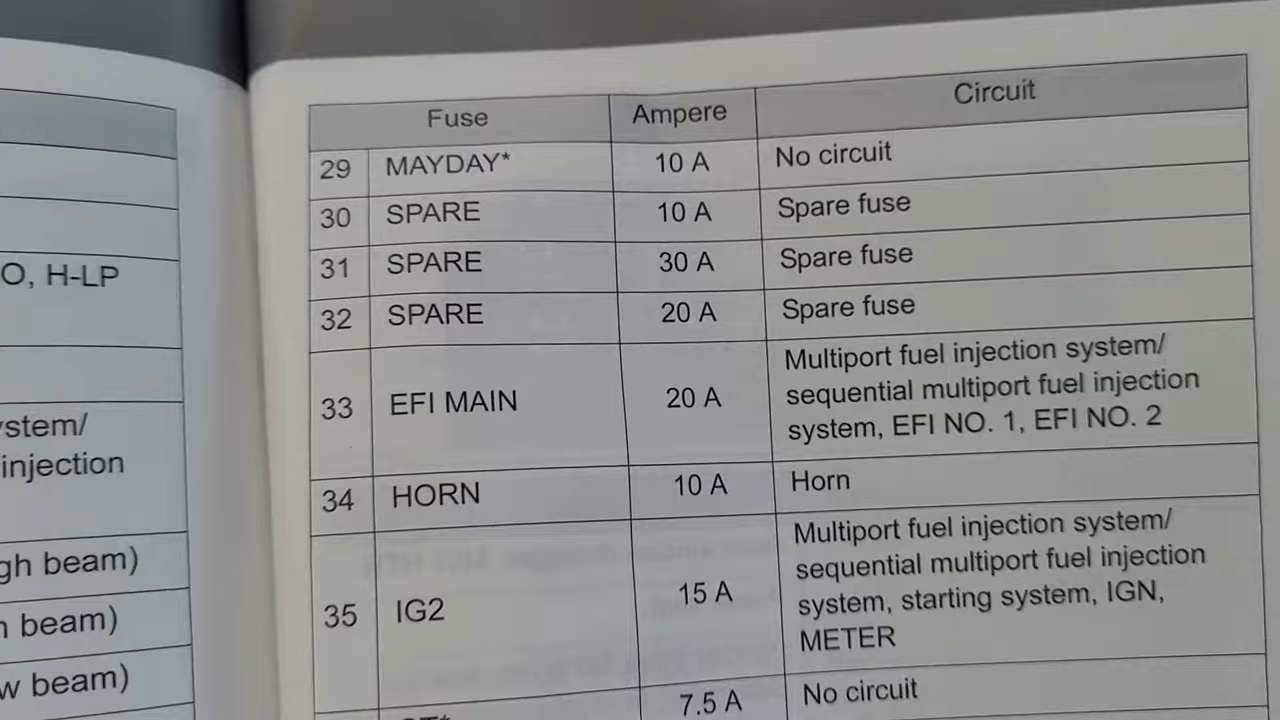 O, H-LP
stem/
injection
gh beam)
beam)
w beam)
Fuse Ampere Circuit
29 MAYDAY* 10 A No circuit
30 SPARE 10 A Spare fuse
31 SPARE 30 A Spare fuse
32 SPARE 20 A Spare fuse
33 EFI MAIN 20 A Multiport fuel injection system/
sequential multiport fuel injection
system, EFI NO. 1, EFI NO. 2
34 HORN 10 A Horn
35 IG2 15 A Multiport fuel injection system/
sequential multiport fuel injection
system, starting system, IGN,
METER
7.5 A No circuit